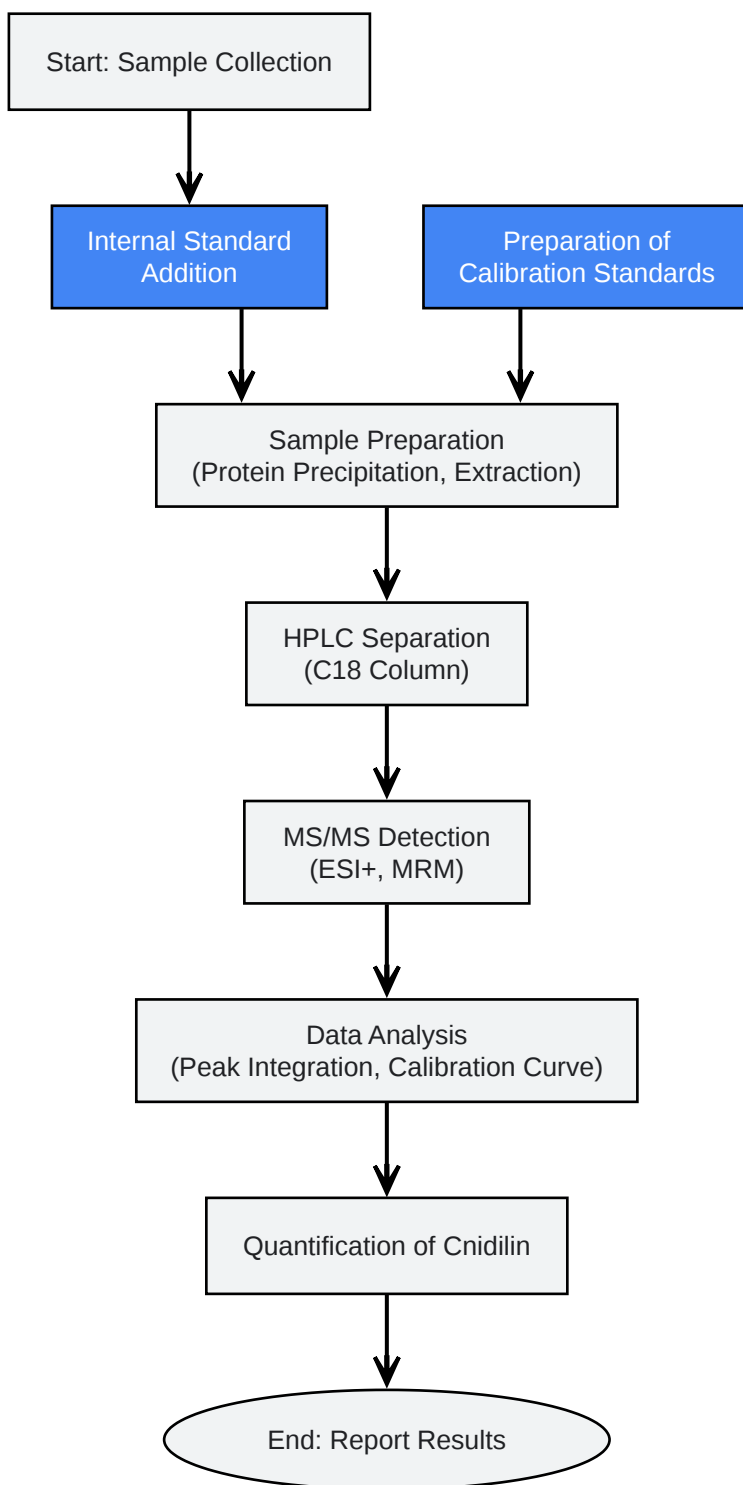 Start: Sample Collection
Internal Standard
Addition
Preparation of
Calibration Standards
Sample Preparation
(Protein Precipitation, Extraction)
HPLC Separation
(C18 Column)
MS/MS Detection
(ESI+, MRM)
Data Analysis
(Peak Integration, Calibration Curve)
Quantification of Cnidilin
End: Report Results